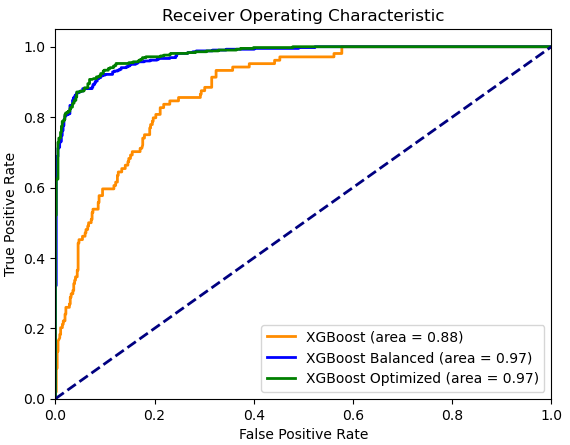 Receiver Operating Characteristic
True Positive Rate
1.0
0.8
0.6
0.4
0.2
0.0
XGBoost (area = 0.88)
XGBoost Balanced (area = 0.97)
XGBoost Optimized (area = 0.97)
0.0 0.2 0.4 0.6 0.8 1.0
False Positive Rate